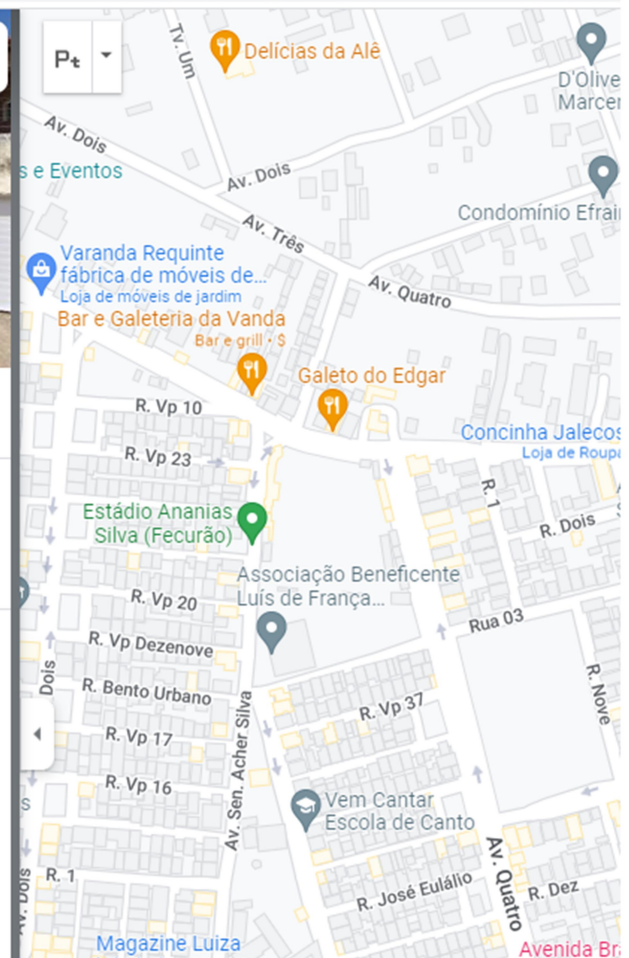 Pt
Tv. Um
Delícias da Alê
D'Olive
Marcer
Av. Dois
s e Eventos
Av. Dois
Condomínio Efrai
Av. Três
Varanda Requinte
fábrica de móveis de...
Loja de móveis de jardim
Av. Quatro
Bar e Galeteria da Vanda
Bar e grill • $
Galeto do Edgar
R. Vp 10
Concinha Jalecos
Loja de Roupa
R. Vp 23
R. 1
Estádio Ananias
Silva (Fecurão)
R. Dois
Associação Beneficente
Luís de França...
R. Vp 20
Rua 03
R. Vp Dezenove
Dois
R. Bento Urbano
R. Nove
R. Vp 37
R. Vp 17
Av. Sen. Acher Silva
R. Vp 16
s
Vem Cantar
Escola de Canto
Av. Quatro
R. 1
Av. Dois
R. José Eulálio
R. Dez
Magazine Luiza
Avenida Bra